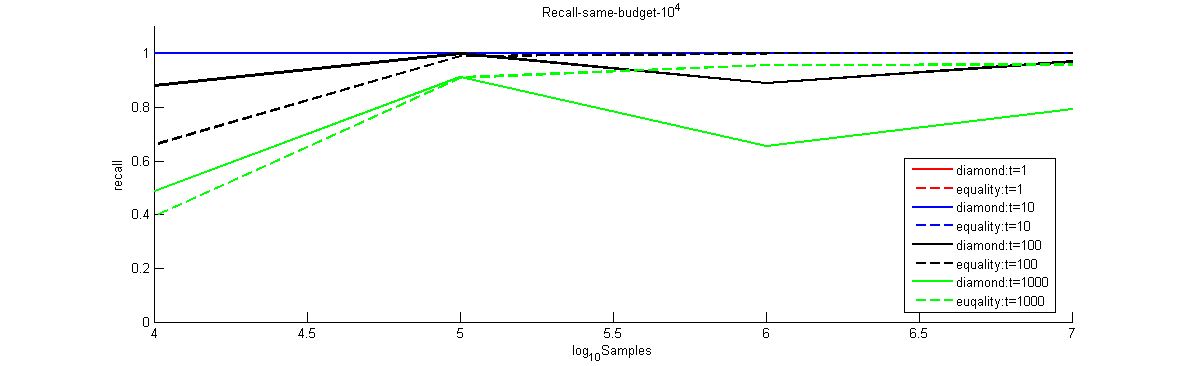 Recall-same-budget-10^4
1
0.8
0.6
0.4
0.2
0
recall
4
4.5
5
5.5
6
6.5
7
log_10Samples
diamond:t=1
equality:t=1
diamond:t=10
equality:t=10
diamond:t=100
equality:t=100
diamond:t=1000
euqality:t=1000